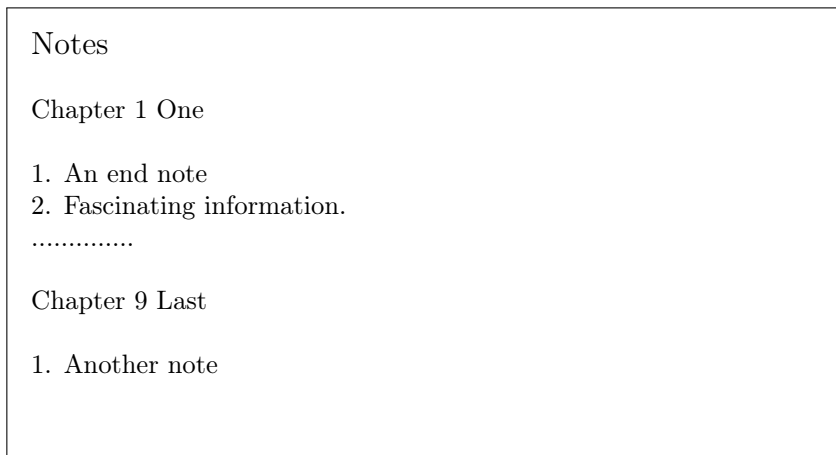 Notes
Chapter 1 One
1. An end note
2. Fascinating information.
..............
Chapter 9 Last
1. Another note